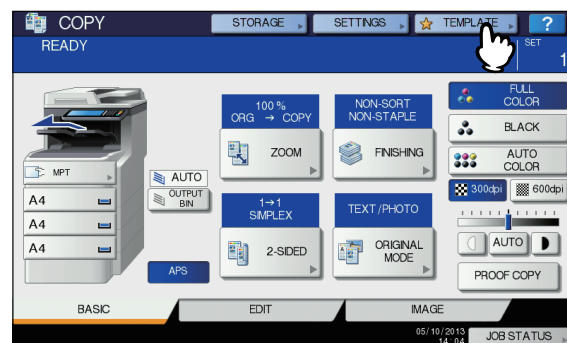 COPY
STORAGE
SETTINGS
TEMPLATE
?
READY
SET
1
100 %
ORG → COPY
ZOOM
NON-SORT
NON-STAPLE
FINISHING
FULL
COLOR
BLACK
AUTO
COLOR
300dpi
600dpi
MPT
A4
A4
A4
AUTO
OUTPUT
BIN
APS
1→1
SIMPLEX
2-SIDED
TEXT/PHOTO
ORIGINAL
MODE
AUTO
PROOF COPY
BASIC
EDIT
IMAGE
05/10/2013
14:04
JOB STATUS